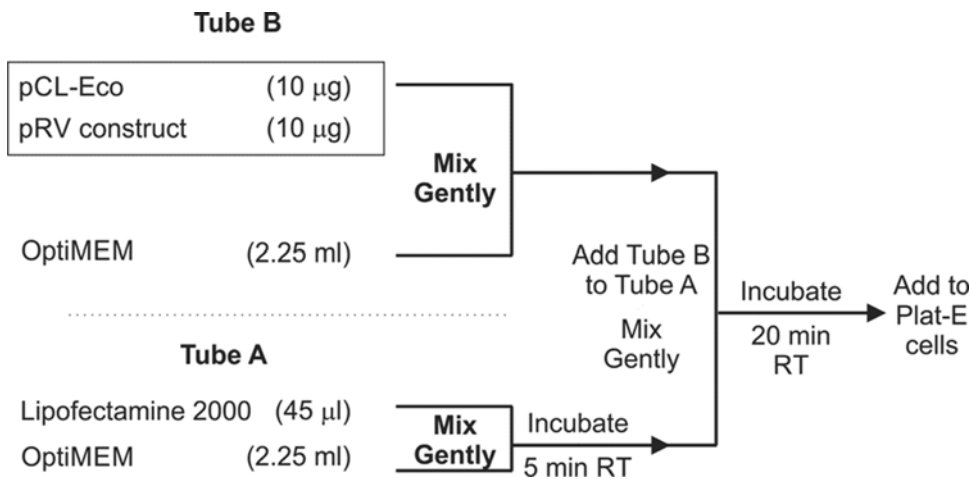 Tube B
pCL-Eco (10 μg)
pRV construct (10 μg)
Mix
Gently
OptiMEM (2.25 ml)
Add Tube B
to Tube A
Mix
Gently
Incubate
20 min
RT
Add to
Plat-E
cells
Tube A
Lipofectamine 2000 (45 μl)
OptiMEM (2.25 ml)
Mix
Gently
Incubate
5 min RT